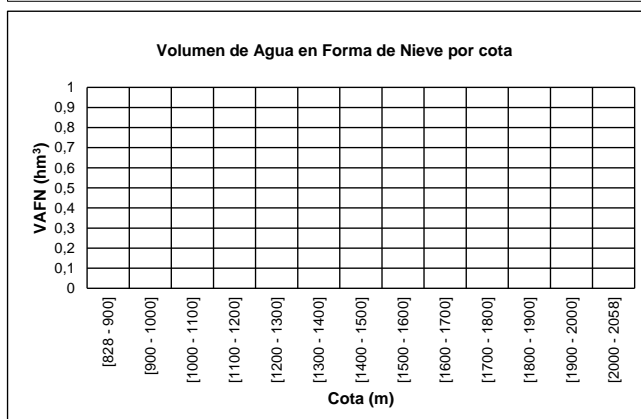 Volumen de Agua en Forma de Nieve por cota
VAFN (hm³)
1
0,9
0,8
0,7
0,6
0,5
0,4
0,3
0,2
0,1
0
[828 - 900]
[900 - 1000]
[1000 - 1100]
[1100 - 1200]
[1200 - 1300]
[1300 - 1400]
[1400 - 1500]
[1500 - 1600]
[1600 - 1700]
[1700 - 1800]
[1800 - 1900]
[1900 - 2000]
[2000 - 2058]
Cota (m)